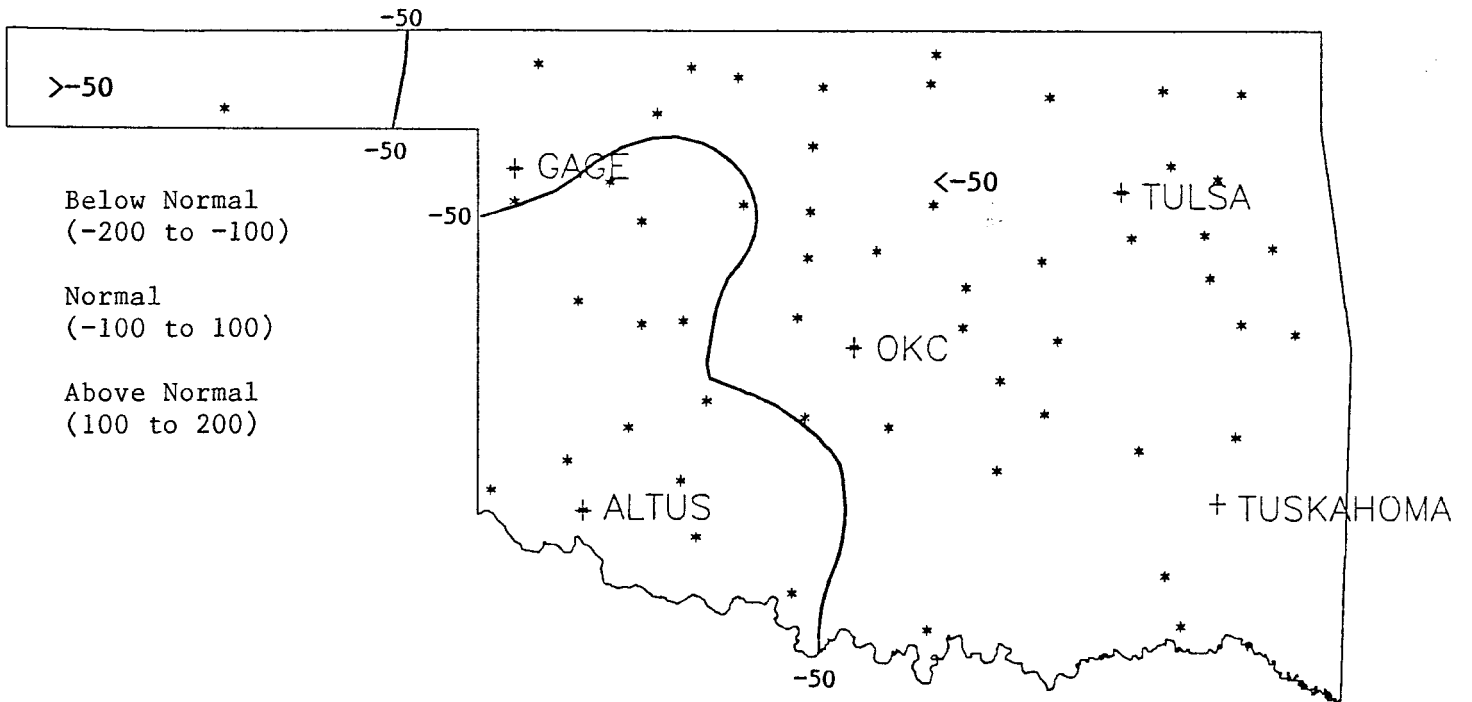 -50
>-50
-50
GAGE
Below Normal
(-200 to -100)
-50
<-50
TULSA
Normal
(-100 to 100)
OKC
Above Normal
(100 to 200)
ALTUS
TUSKAHOMA
-50